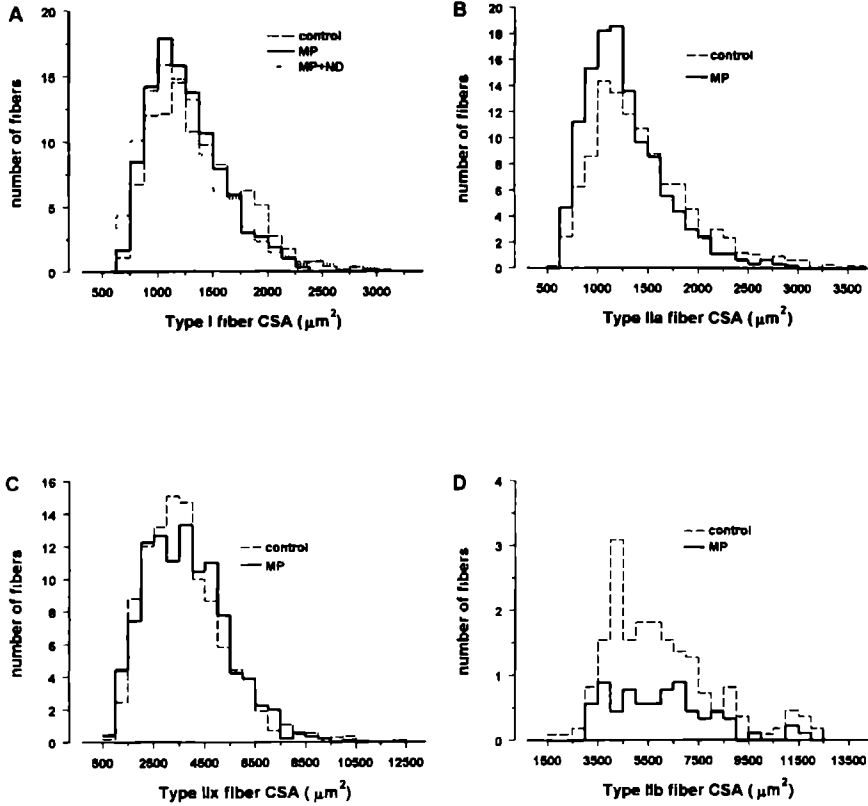 A
control
MP
MP+ND
number of fibers
20
15
10
5
0
500 1000 1500 2000 2500 3000
Type I fiber CSA (µm²)
B
control
MP
number of fibers
20
18
16
14
12
10
8
6
4
2
0
500 1000 1500 2000 2500 3000 3500
Type IIa fiber CSA (µm²)
C
control
MP
number of fibers
16
14
12
10
8
6
4
2
0
500 2500 4500 6500 8500 10500 12500
Type IIx fiber CSA (µm²)
D
control
MP
number of fibers
4
3
2
1
0
1500 3500 5500 7500 9500 11500 13500
Type IIb fiber CSA (µm²)